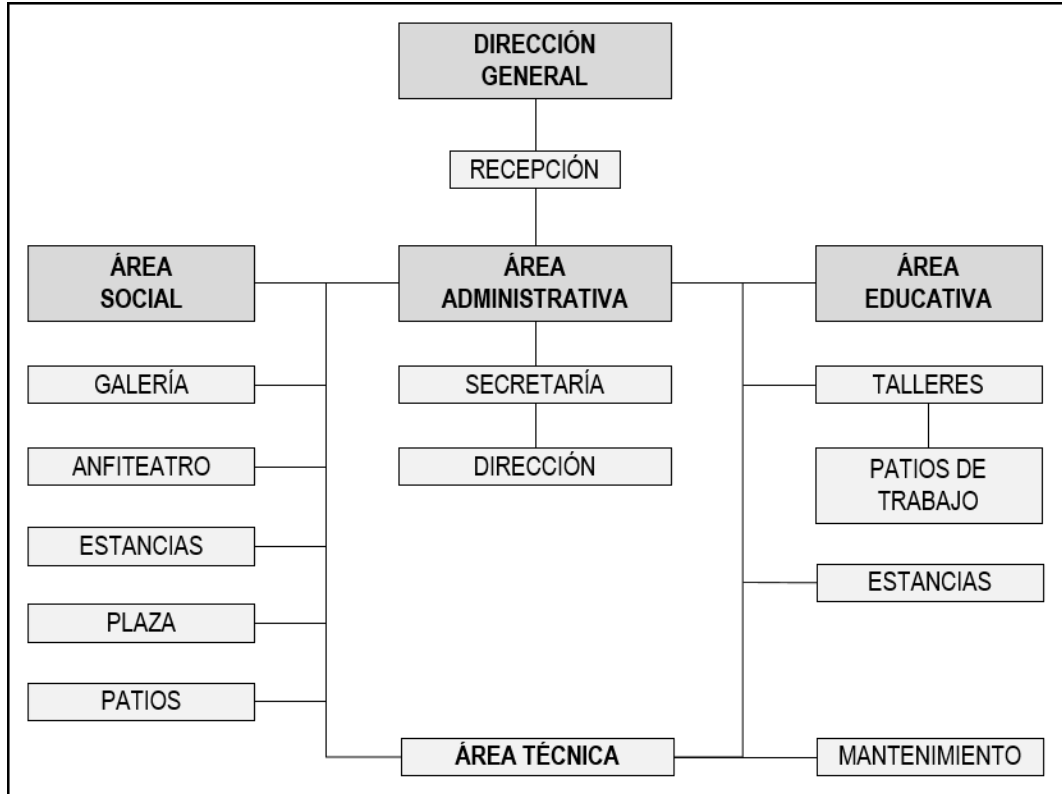 DIRECCIÓN
GENERAL
RECEPCIÓN
ÁREA
SOCIAL
ÁREA
ADMINISTRATIVA
ÁREA
EDUCATIVA
GALERÍA
SECRETARÍA
TALLERES
ANFITEATRO
DIRECCIÓN
PATIOS DE
TRABAJO
ESTANCIAS
ESTANCIAS
PLAZA
PATIOS
ÁREA TÉCNICA
MANTENIMIENTO